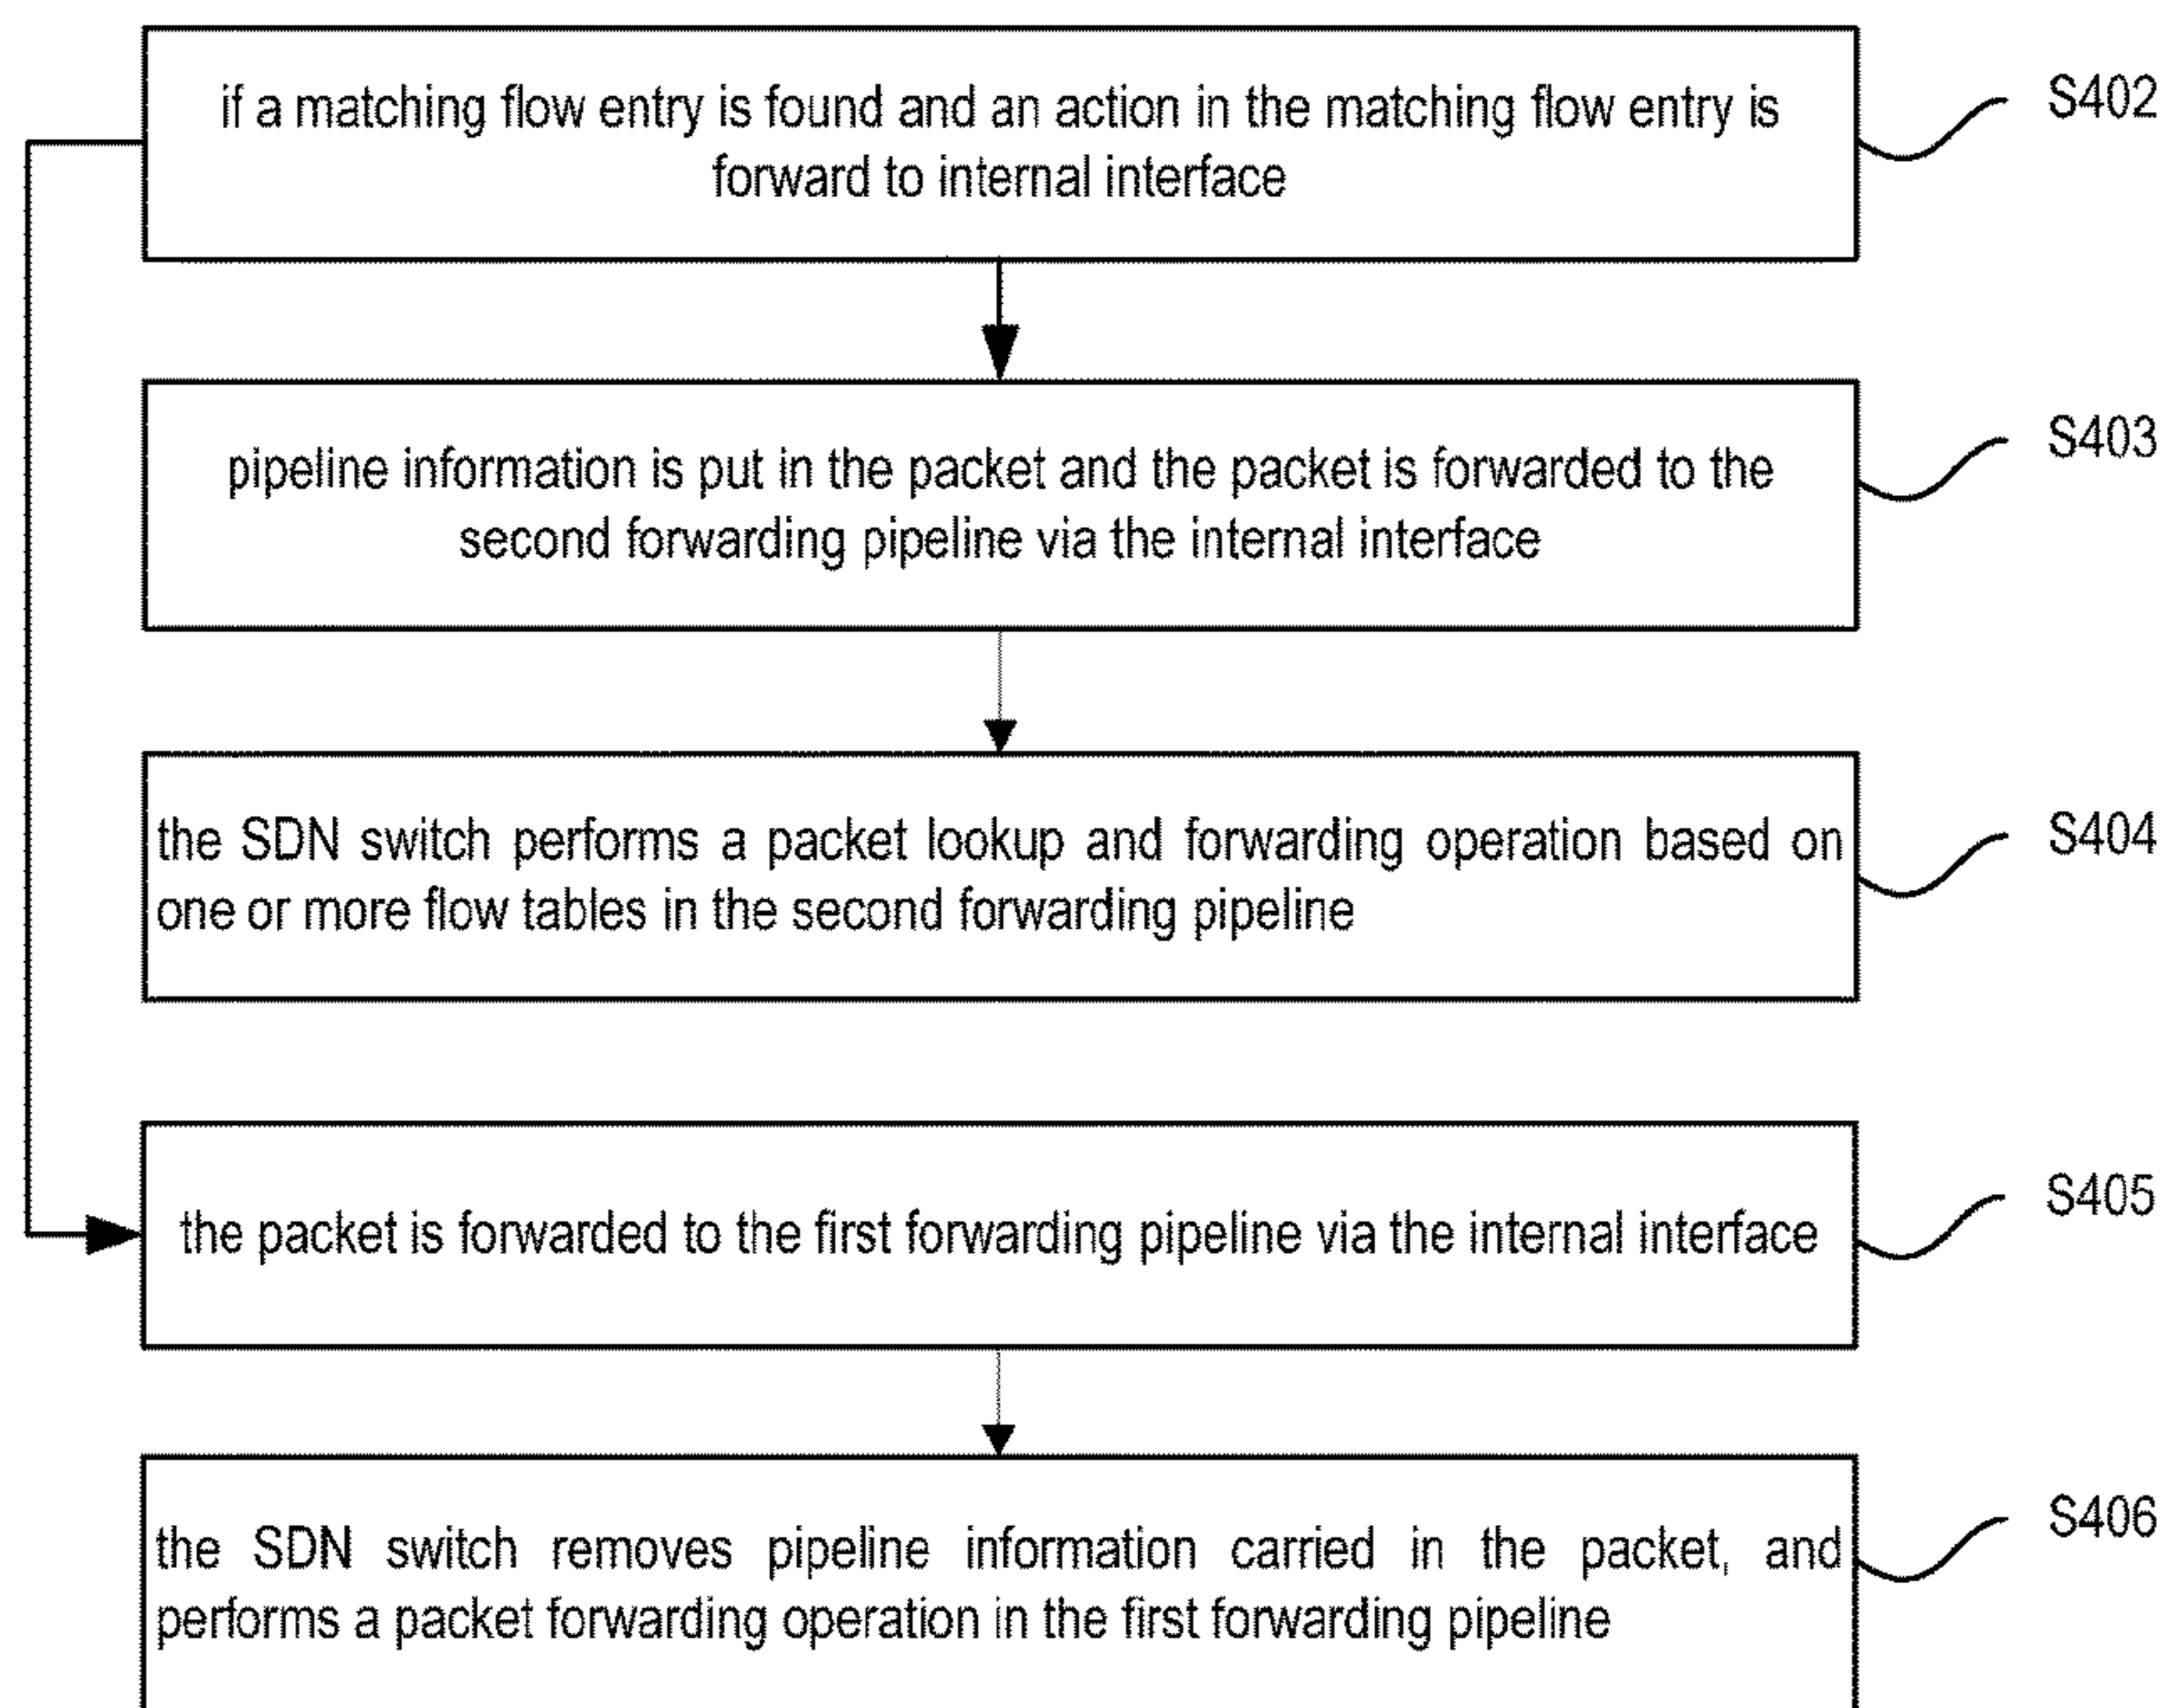 if a matching flow entry is found and an action in the matching flow entry is
forward to internal interface
S402
pipeline information is put in the packet and the packet is forwarded to the
second forwarding pipeline via the internal interface
S403
the SDN switch performs a packet lookup and forwarding operation based on
one or more flow tables in the second forwarding pipeline
S404
the packet is forwarded to the first forwarding pipeline via the internal interface
S405
the SDN switch removes pipeline information carried in the packet, and
performs a packet forwarding operation in the first forwarding pipeline
S406